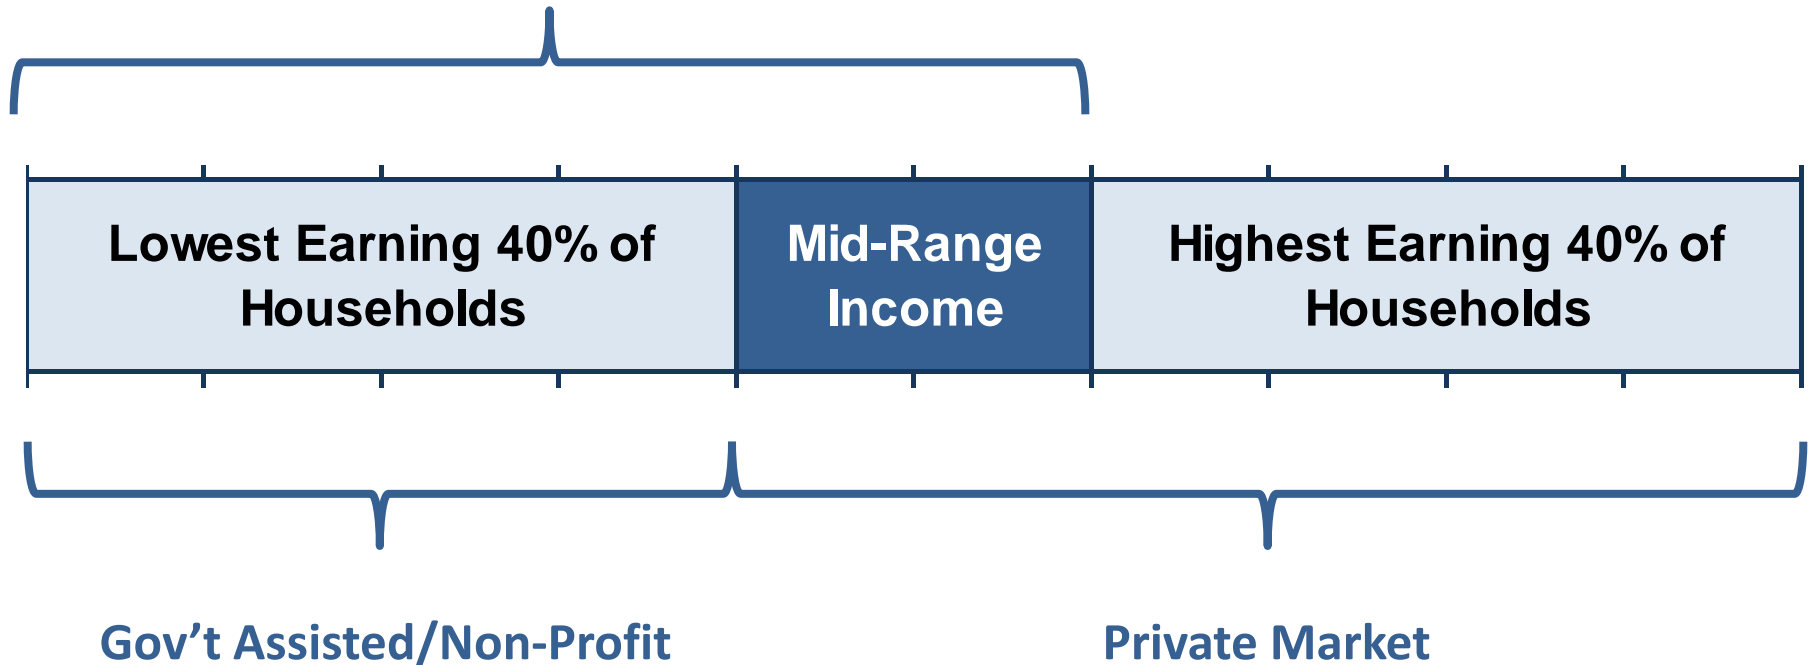 Lowest Earning 40% of
Households
Mid-Range
Income
Highest Earning 40% of
Households
Gov’t Assisted/Non-Profit
Private Market